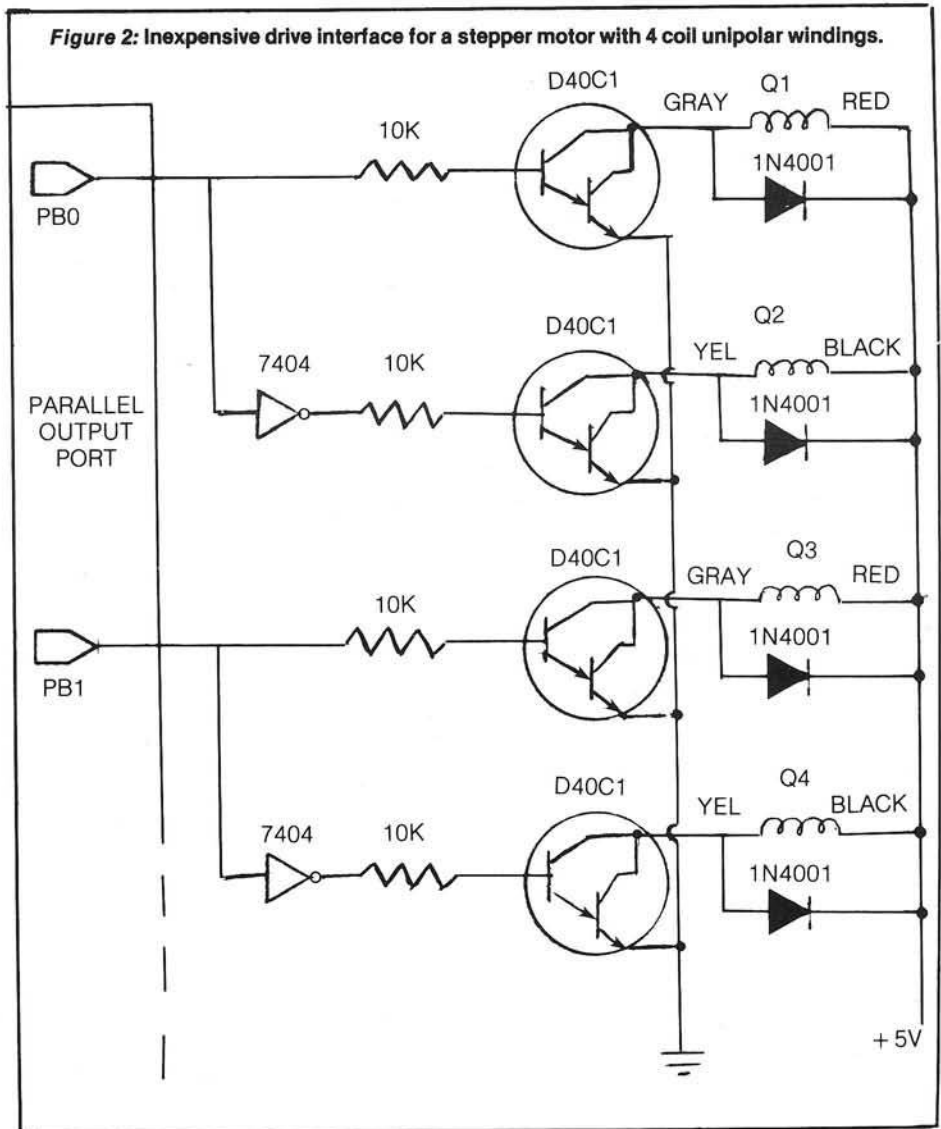 Figure 2: Inexpensive drive interface for a stepper motor with 4 coil unipolar windings.
D40C1
GRAY
Q1
RED
10K
1N4001
PB0
D40C1
Q2
YEL
BLACK
7404
10K
1N4001
PARALLEL
OUTPUT
PORT
D40C1
Q3
GRAY
RED
10K
1N4001
PB1
D40C1
Q4
YEL
BLACK
7404
10K
1N4001
+ 5V